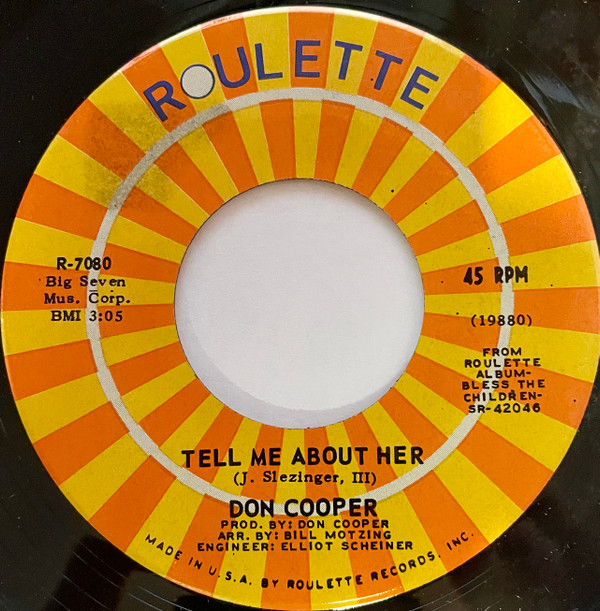 ROULETTE
R-7080
Big Seven
Mus. Corp.
BMI 3:05
45 RPM
(19880)
FROM
ROULETTE
ALBUM-
BLESS THE
CHILDREN-
SR-42046
TELL ME ABOUT HER
(J. Slezinger, III)
DON COOPER
PROD. BY: DON COOPER
ARR. BY: BILL MOTZING
ENGINEER: ELLIOT SCHEINER
MADE IN U.S.A. BY ROULETTE RECORDS, INC.